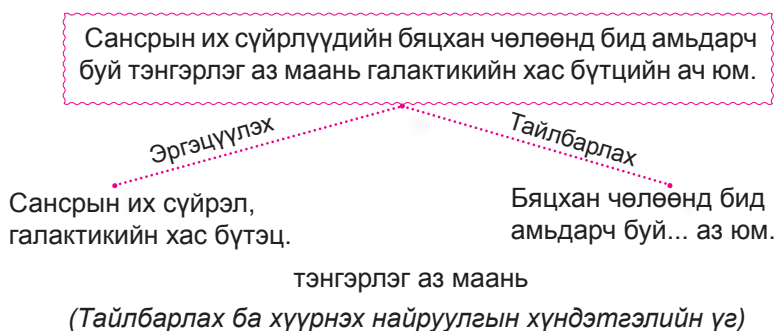 Сансрын их сүйрлүүдийн бяцхан чөлөөнд бид амьдарч
буй тэнгэрлэг аз маань галактикийн хас бүтцийн ач юм.
Эргэцүүлэх
Тайлбарлах
Сансрын их сүйрэл,
галактикийн хас бүтэц.
Бяцхан чөлөөнд бид
амьдарч буй... аз юм.
тэнгэрлэг аз маань
(Тайлбарлах ба хүүрнэх найруулгын хүндэтгэлийн үг)